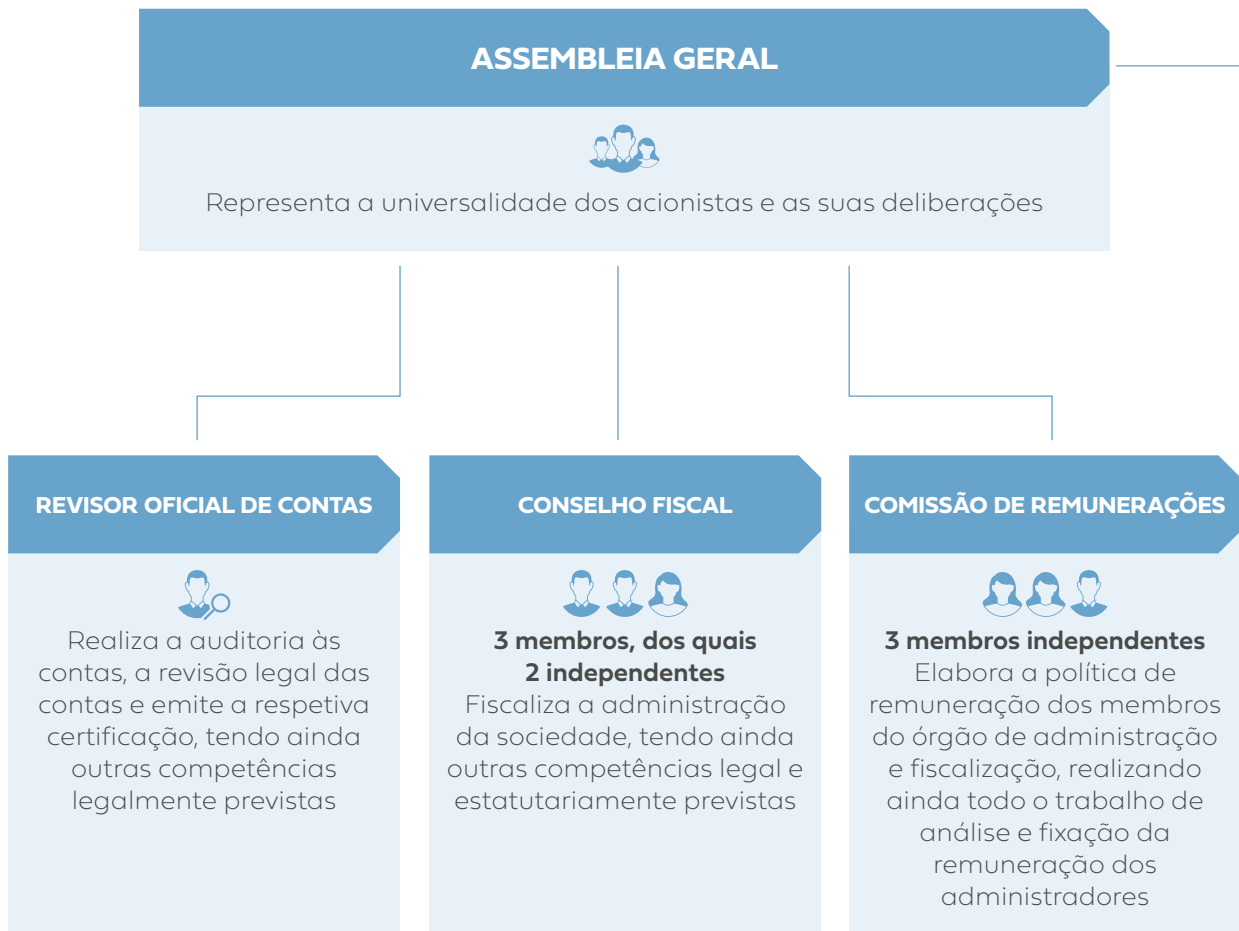 ASSEMBLEIA GERAL
Representa a universalidade dos acionistas e as suas deliberações
REVISOR OFICIAL DE CONTAS
Realiza a auditoria às
contas, a revisão legal das
contas e emite a respetiva
certificação, tendo ainda
outras competências
legalmente previstas
CONSELHO FISCAL
3 membros, dos quais
2 independentes
Fiscaliza a administração
da sociedade, tendo ainda
outras competências legal e
estatutariamente previstas
COMISSÃO DE REMUNERAÇÕES
3 membros independentes
Elabora a política de
remuneração dos membros
do órgão de administração
e fiscalização, realizando
ainda todo o trabalho de
análise e fixação da
remuneração dos
administradores